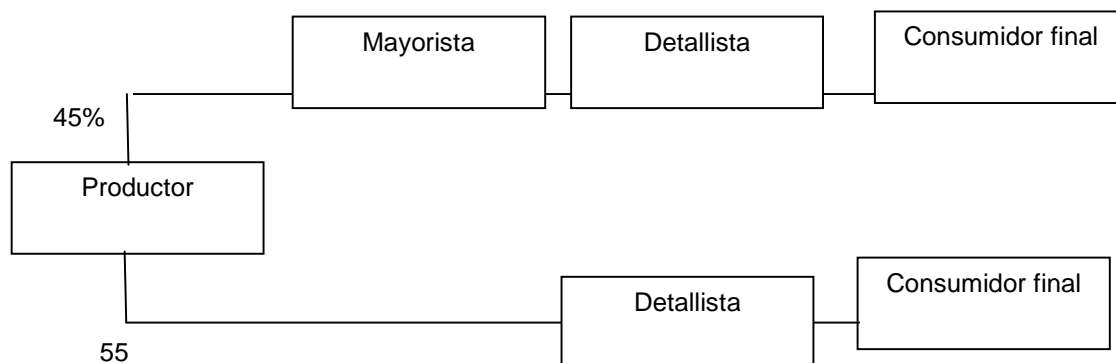 Mayorista
Detallista
Consumidor final
45%
Productor
Detallista
Consumidor final
55